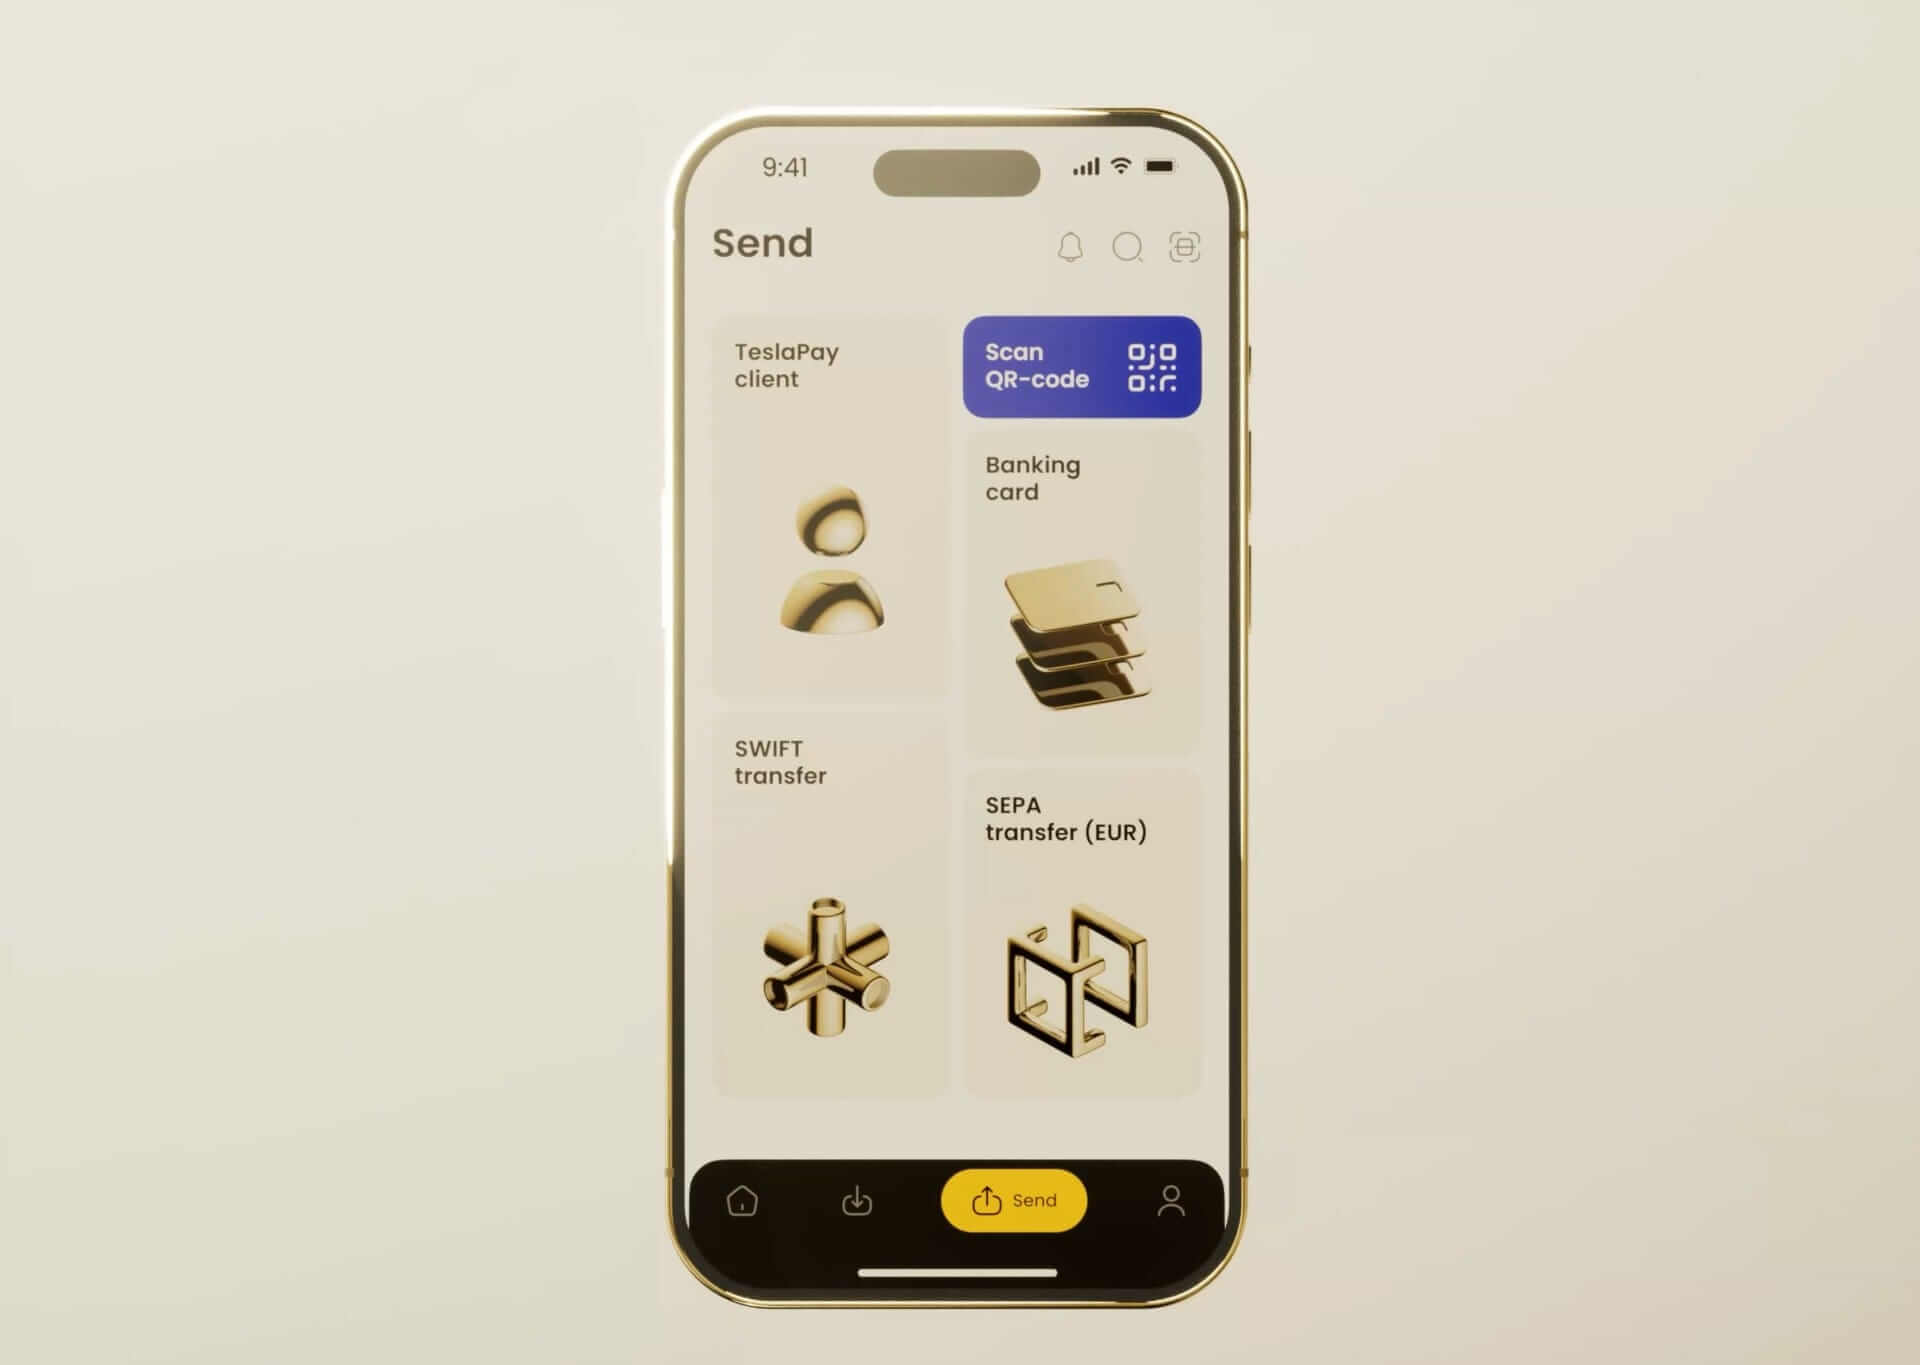 9:41
Send
TeslaPay
client
Scan
QR-code
Banking
card
SWIFT
transfer
SEPA
transfer (EUR)
Send